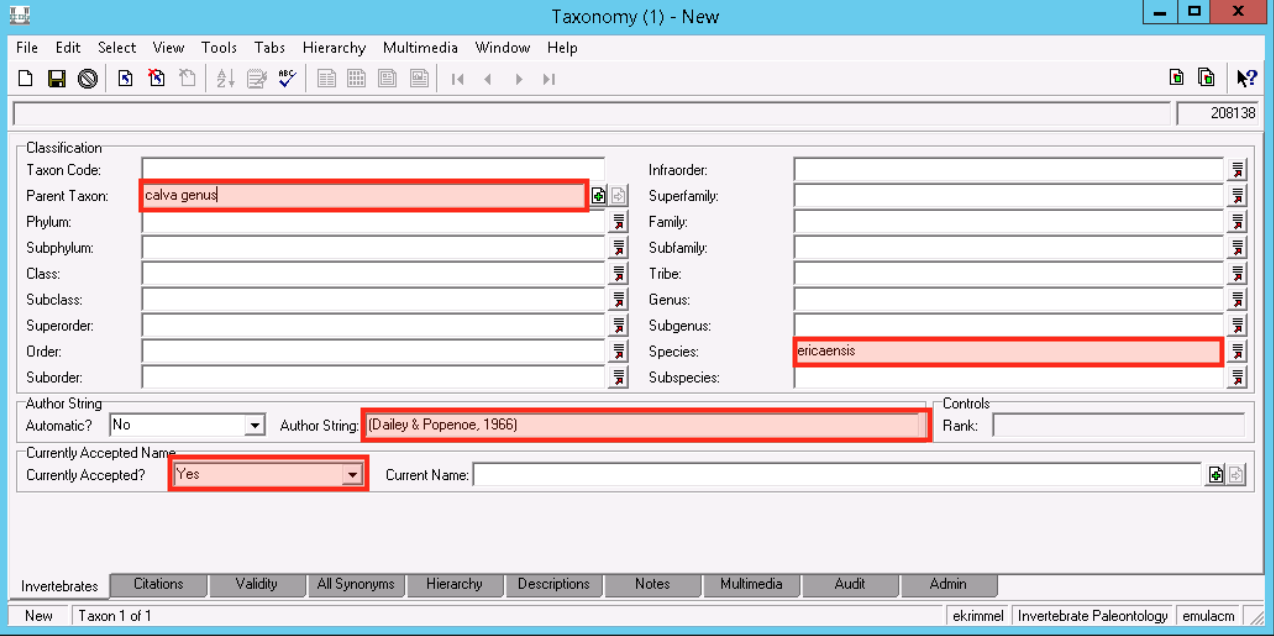 Taxonomy (1) - New
File Edit Select View Tools Tabs Hierarchy Multimedia Window Help
ABC
208138
Classification
Taxon Code:
Infraorder:
Parent Taxon: calva genus
Superfamily:
Phylum:
Family:
Subphylum:
Subfamily:
Class:
Tribe:
Subclass:
Genus:
Superorder:
Subgenus:
Order:
Species: ericaensis
Suborder:
Subspecies:
Author String
Controls
Automatic? No Author String: (Dailey & Popenoe, 1966)
Rank:
Currently Accepted Name
Currently Accepted? Yes Current Name:
Invertebrates Citations Validity All Synonyms Hierarchy Descriptions Notes Multimedia Audit Admin
New Taxon 1 of 1 ekrimmel Invertebrate Paleontology emulacm